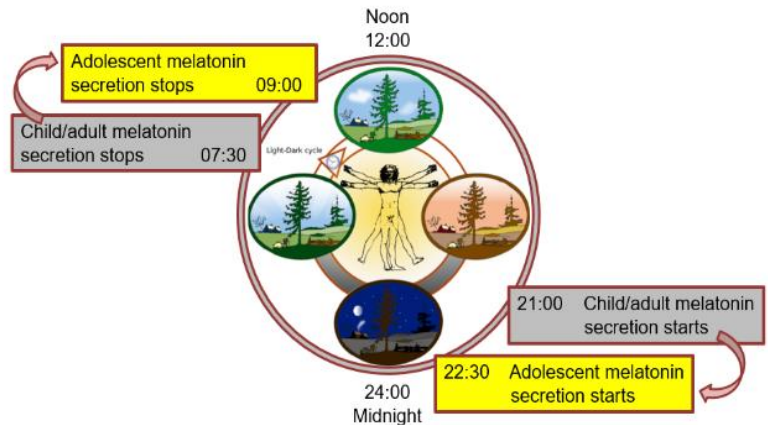 Noon
12:00
Adolescent melatonin
secretion stops 09:00
Child/adult melatonin
secretion stops 07:30
Light-Dark cycle
21:00 Child/adult melatonin
secretion starts
22:30 Adolescent melatonin
secretion starts
24:00
Midnight